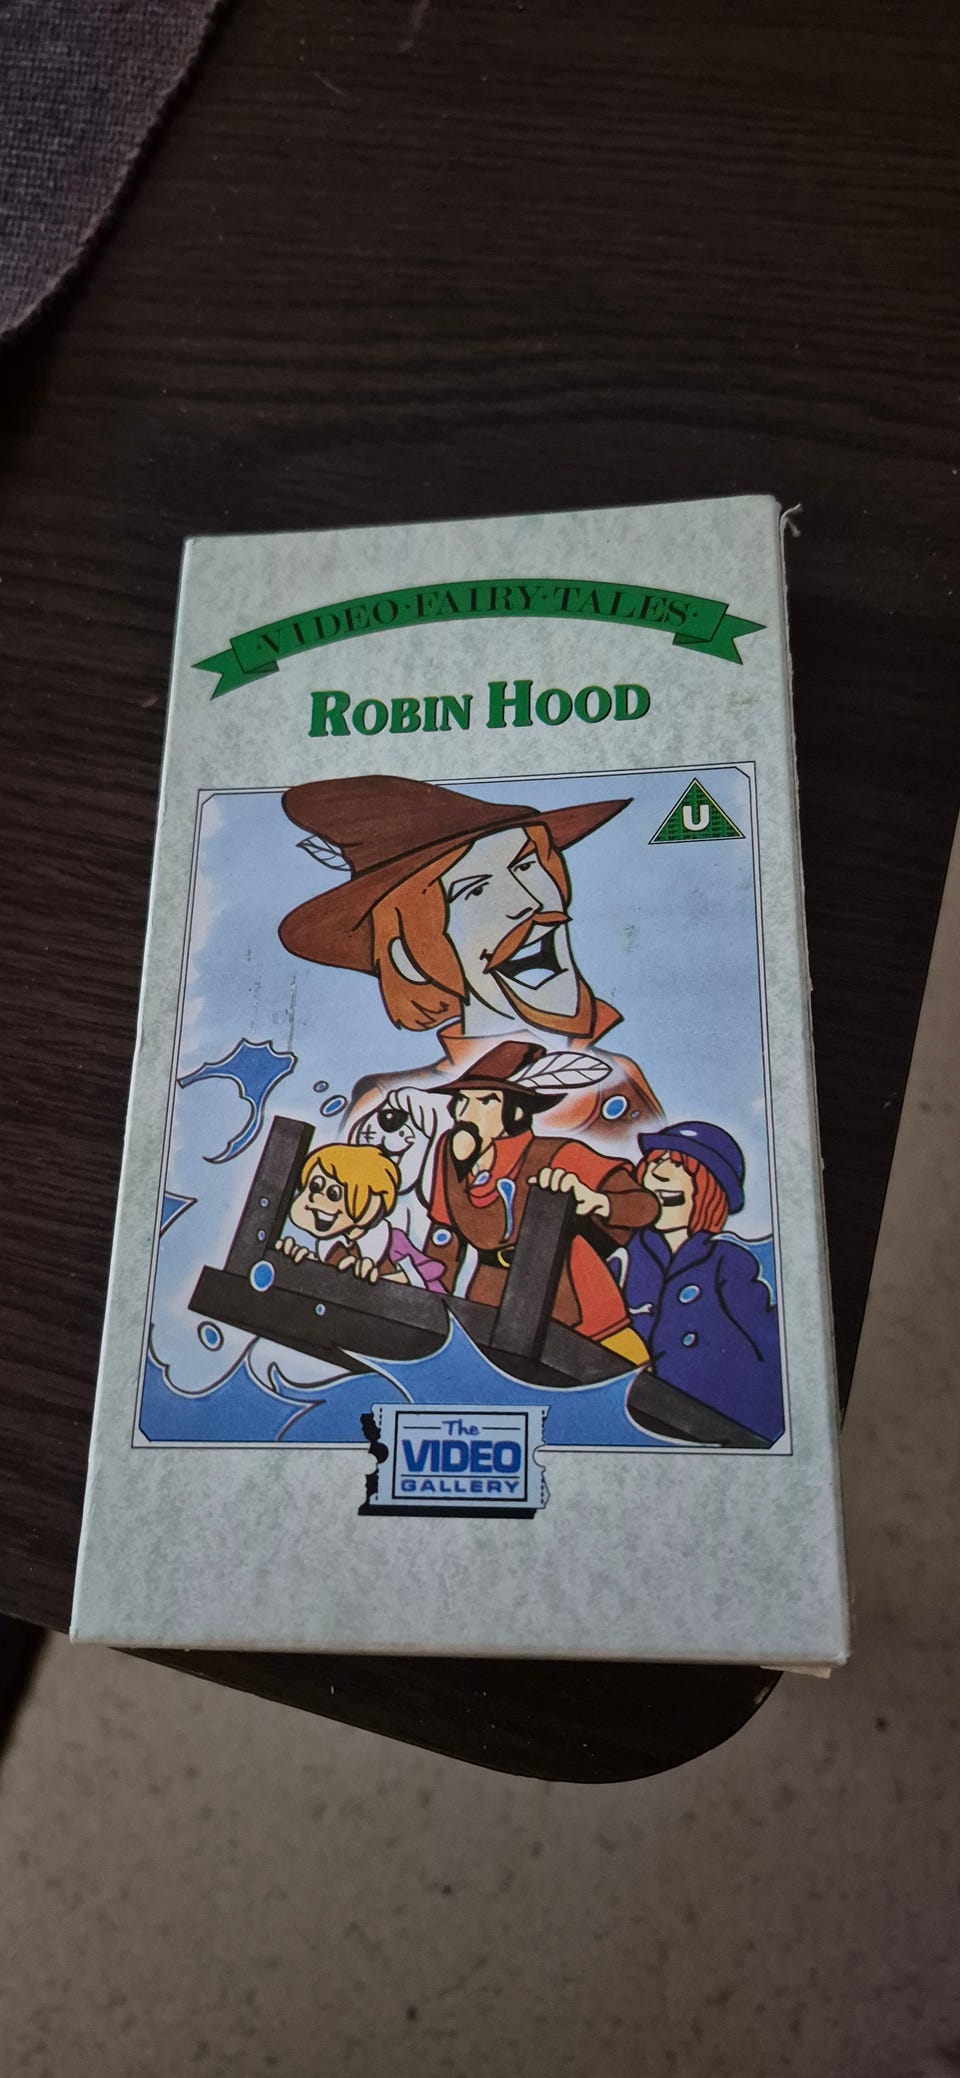 ·VIDEO·FAIRY·TALES·
ROBIN HOOD
U
The
VIDEO
GALLERY